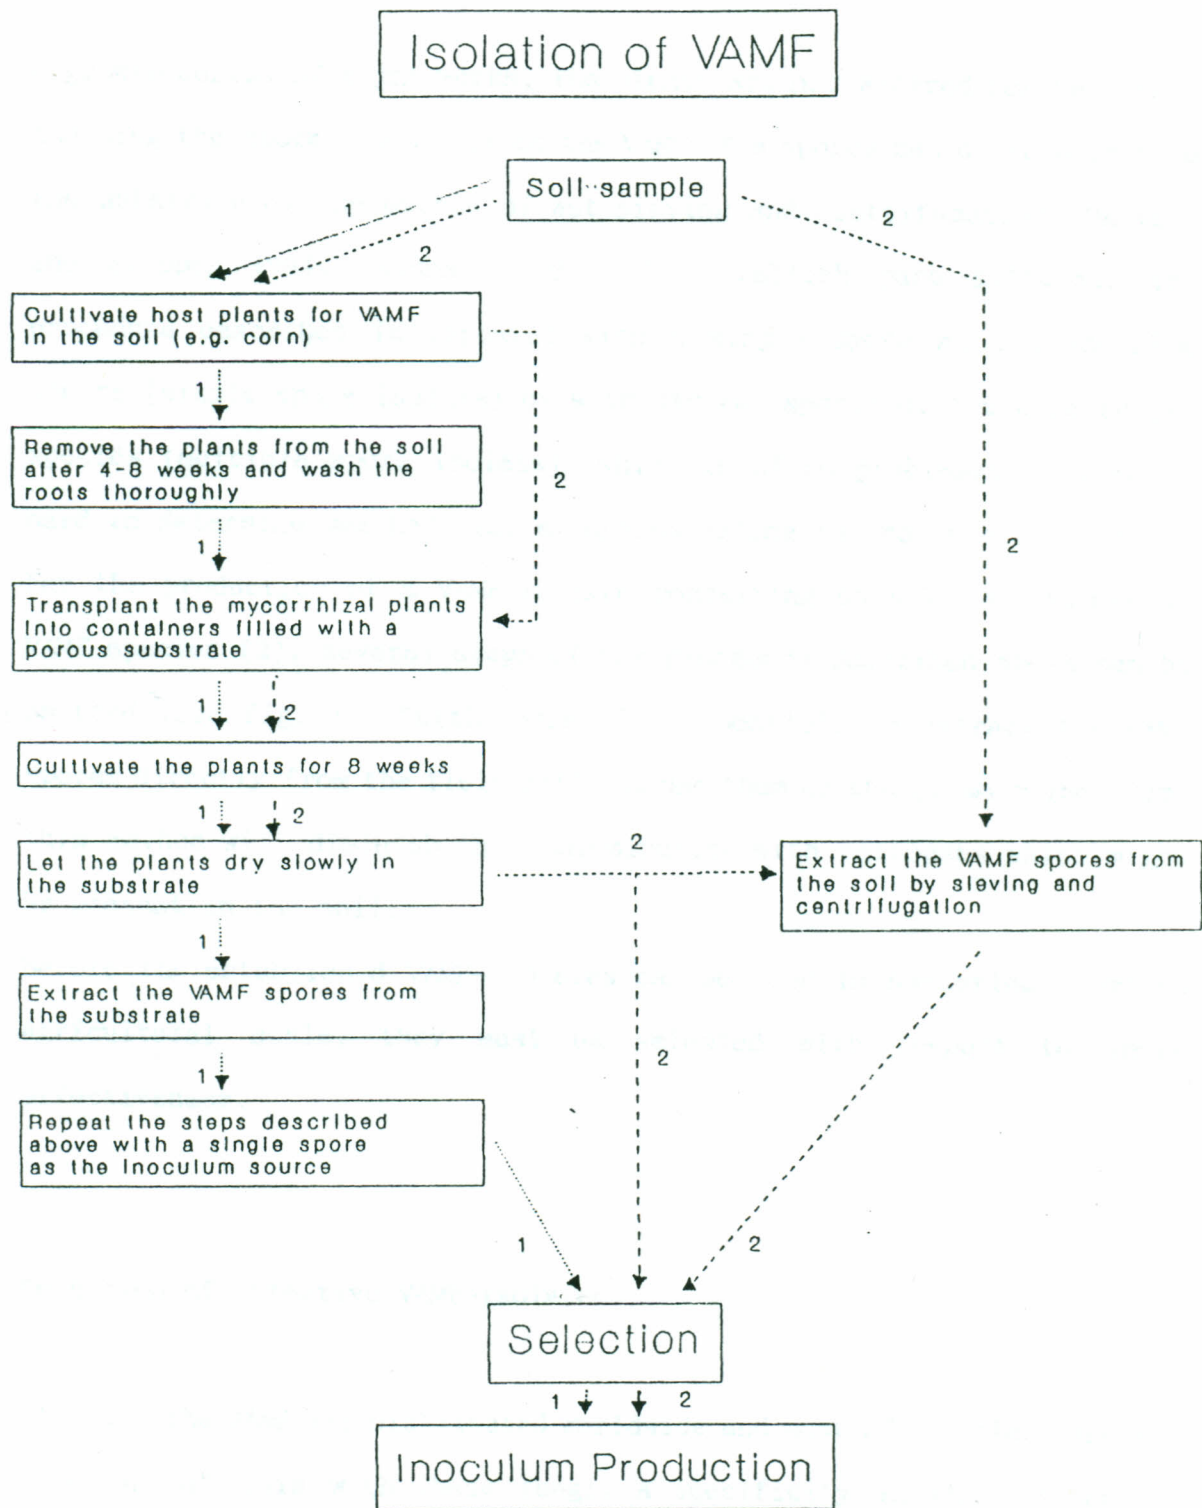 Isolation of VAMF
Soil sample
1
2
2
Cultivate host plants for VAMF
in the soil (e.g. corn)
1
Remove the plants from the soil
after 4-8 weeks and wash the
roots thoroughly
2
2
1
Transplant the mycorrhizal plants
into containers filled with a
porous substrate
1
2
Cultivate the plants for 8 weeks
1
2
2
Let the plants dry slowly in
the substrate
Extract the VAMF spores from
the soil by sieving and
centrifugation
1
Extract the VAMF spores from
the substrate
2
1
Repeat the steps described
above with a single spore
as the inoculum source
1
2
Selection
1
2
Inoculum Production